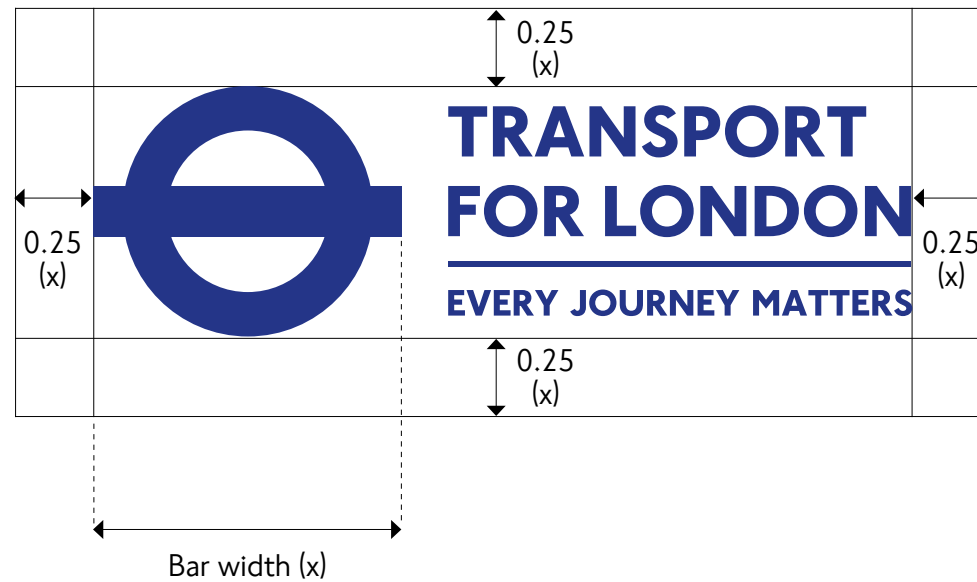 0.25
(x)
TRANSPORT
FOR LONDON
0.25
(x)
0.25
(x)
EVERY JOURNEY MATTERS
0.25
(x)
Bar width (x)